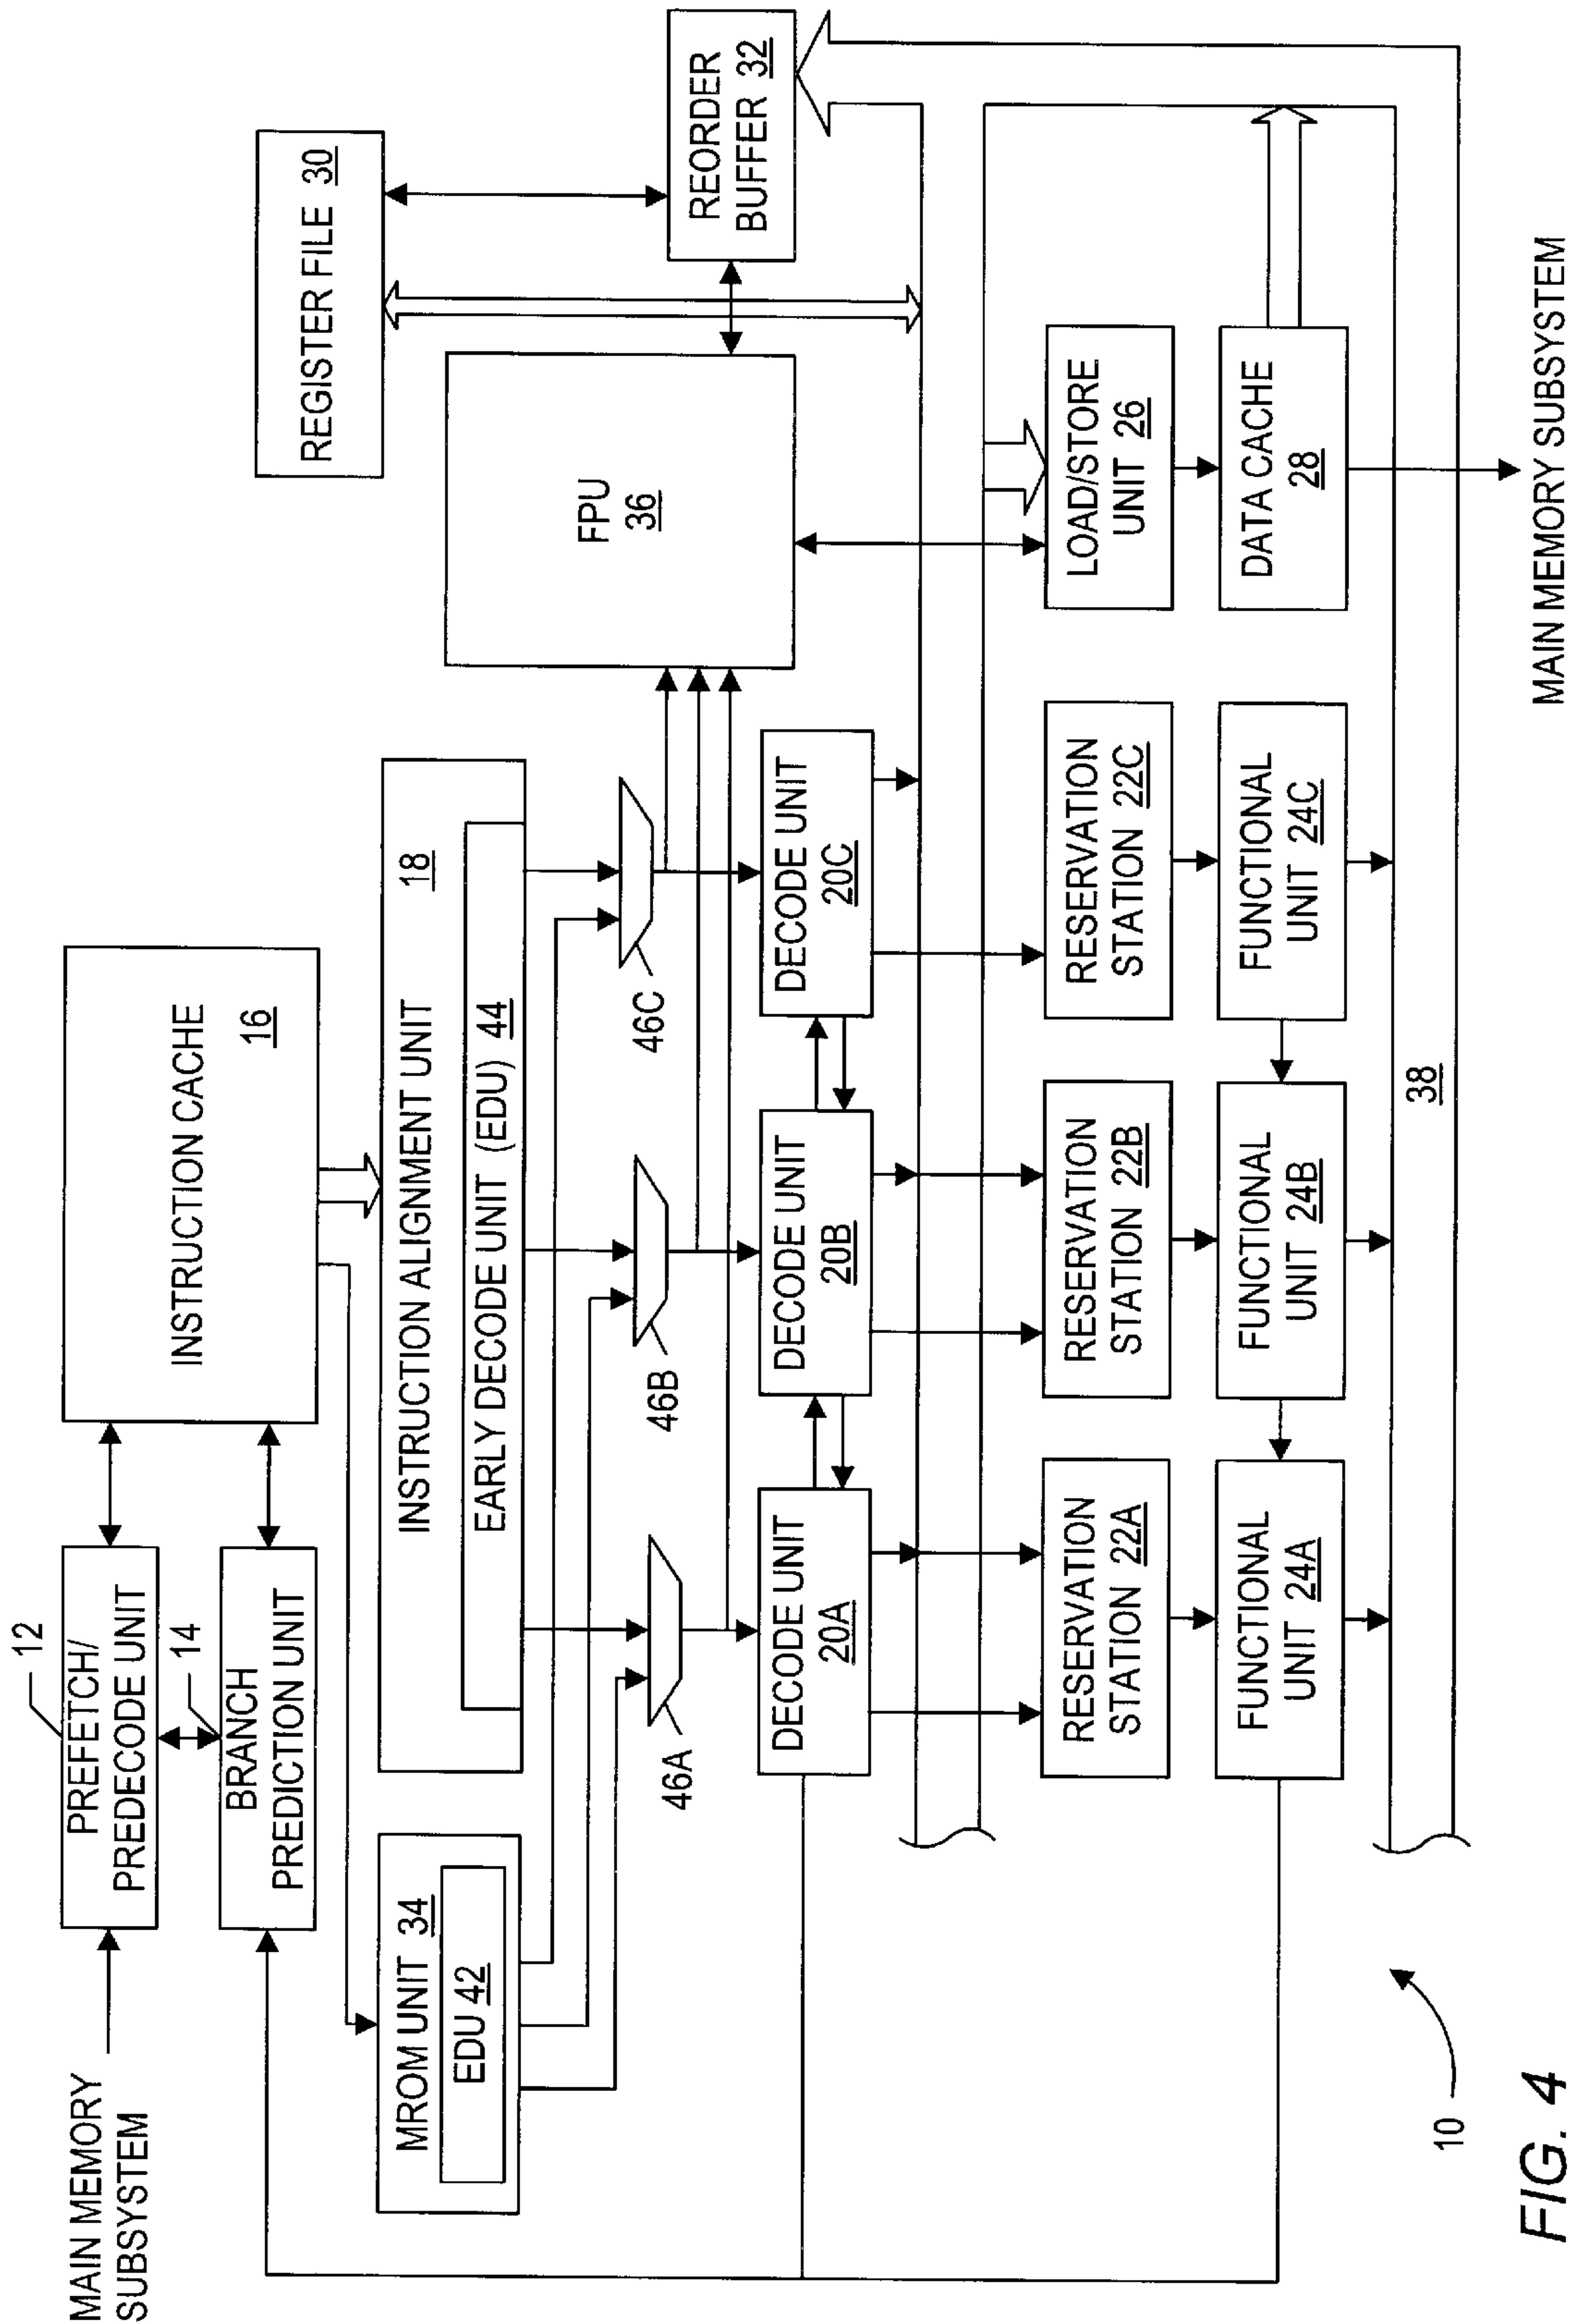 MAIN MEMORY
SUBSYSTEM
12
PREFETCH/
PREDECODE UNIT
14
BRANCH
PREDICTION UNIT
INSTRUCTION CACHE
16
REGISTER FILE 30
MROM UNIT 34
EDU 42
INSTRUCTION ALIGNMENT UNIT 18
EARLY DECODE UNIT (EDU) 44
FPU
36
REORDER
BUFFER 32
46A
46B
46C
DECODE UNIT
20A
DECODE UNIT
20B
DECODE UNIT
20C
RESERVATION
STATION 22A
RESERVATION
STATION 22B
RESERVATION
STATION 22C
LOAD/STORE
UNIT 26
FUNCTIONAL
UNIT 24A
FUNCTIONAL
UNIT 24B
FUNCTIONAL
UNIT 24C
DATA CACHE
28
38
10
MAIN MEMORY SUBSYSTEM
FIG. 4